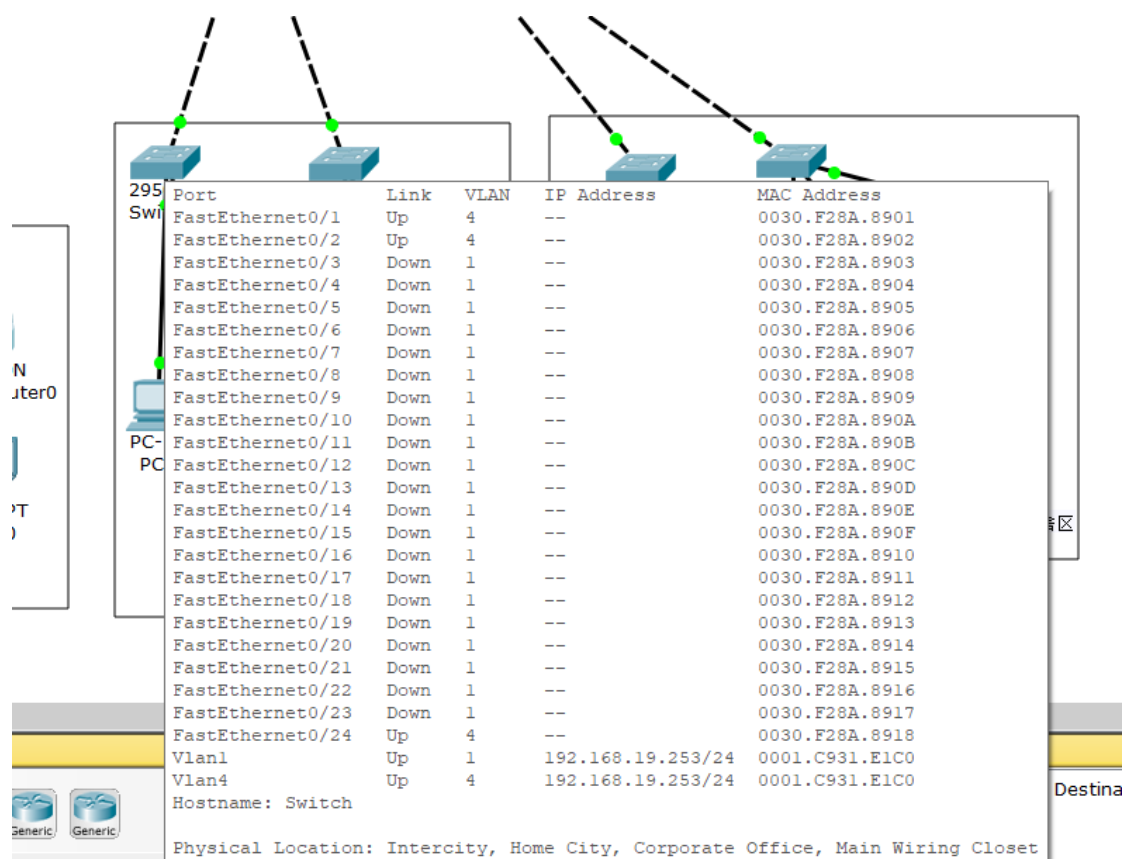 295
Swi
Port Link VLAN IP Address MAC Address
FastEthernet0/1 Up 4 -- 0030.F28A.8901
FastEthernet0/2 Up 4 -- 0030.F28A.8902
FastEthernet0/3 Down 1 -- 0030.F28A.8903
FastEthernet0/4 Down 1 -- 0030.F28A.8904
FastEthernet0/5 Down 1 -- 0030.F28A.8905
FastEthernet0/6 Down 1 -- 0030.F28A.8906
FastEthernet0/7 Down 1 -- 0030.F28A.8907
FastEthernet0/8 Down 1 -- 0030.F28A.8908
FastEthernet0/9 Down 1 -- 0030.F28A.8909
FastEthernet0/10 Down 1 -- 0030.F28A.890A
FastEthernet0/11 Down 1 -- 0030.F28A.890B
FastEthernet0/12 Down 1 -- 0030.F28A.890C
FastEthernet0/13 Down 1 -- 0030.F28A.890D
FastEthernet0/14 Down 1 -- 0030.F28A.890E
FastEthernet0/15 Down 1 -- 0030.F28A.890F
FastEthernet0/16 Down 1 -- 0030.F28A.8910
FastEthernet0/17 Down 1 -- 0030.F28A.8911
FastEthernet0/18 Down 1 -- 0030.F28A.8912
FastEthernet0/19 Down 1 -- 0030.F28A.8913
FastEthernet0/20 Down 1 -- 0030.F28A.8914
FastEthernet0/21 Down 1 -- 0030.F28A.8915
FastEthernet0/22 Down 1 -- 0030.F28A.8916
FastEthernet0/23 Down 1 -- 0030.F28A.8917
FastEthernet0/24 Up 4 -- 0030.F28A.8918
Vlan1 Up 1 192.168.19.253/24 0001.C931.E1C0
Vlan4 Up 4 192.168.19.253/24 0001.C931.E1C0
Hostname: Switch
Physical Location: Intercity, Home City, Corporate Office, Main Wiring Closet
N
uter0
PC-
PC
PT
区
Generic
Generic
Destina